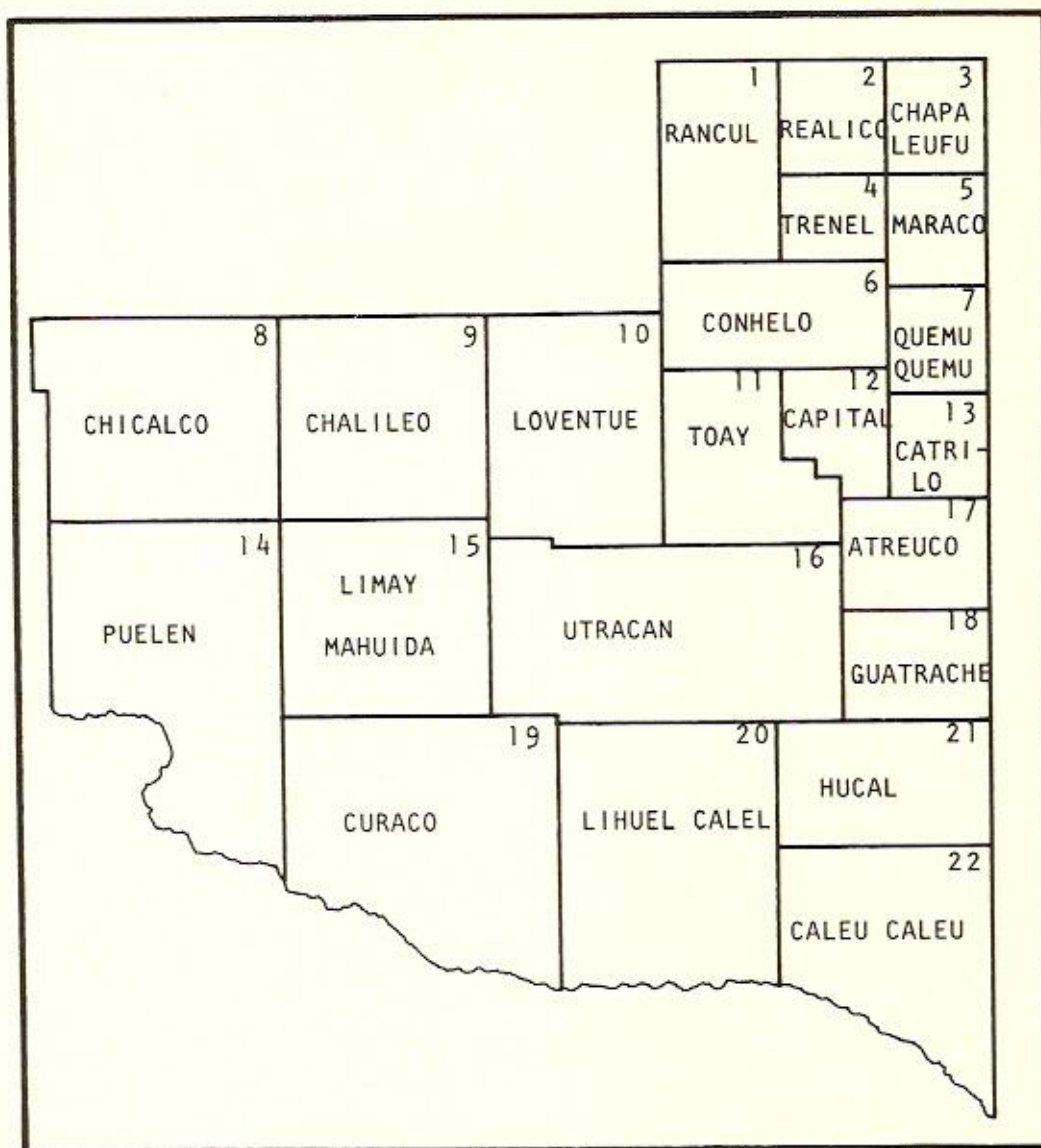 1
RANCUL
2
REALICO
3
CHAPA
LEUFU
4
TRENEL
5
MARACO
6
CONHELO
7
QUEMU
QUEMU
8
CHICALCO
9
CHALILEO
10
LOVENTUE
11
TOAY
12
CAPITAL
13
CATRI-
LO
14
PUELEN
15
LIMAY
MAHUIDA
16
UTRACAN
17
ATREUCO
18
GUATRACHE
19
CURACO
20
LIHUEL CALEL
21
HUCAL
22
CALEU CALEU